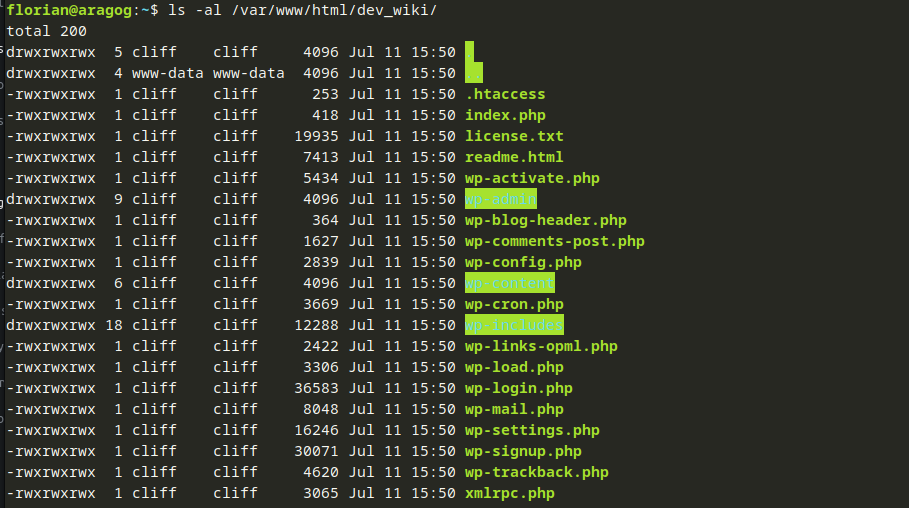 florian@aragog:~$ ls -al /var/www/html/dev_wiki/
total 200
drwxrwxrwx  5 cliff    cliff     4096 Jul 11 15:50 .
drwxrwxrwx  4 www-data www-data  4096 Jul 11 15:50 ..
-rwxrwxrwx  1 cliff    cliff      253 Jul 11 15:50 .htaccess
-rwxrwxrwx  1 cliff    cliff      418 Jul 11 15:50 index.php
-rwxrwxrwx  1 cliff    cliff    19935 Jul 11 15:50 license.txt
-rwxrwxrwx  1 cliff    cliff     7413 Jul 11 15:50 readme.html
-rwxrwxrwx  1 cliff    cliff     5434 Jul 11 15:50 wp-activate.php
drwxrwxrwx  9 cliff    cliff     4096 Jul 11 15:50 wp-admin
-rwxrwxrwx  1 cliff    cliff      364 Jul 11 15:50 wp-blog-header.php
-rwxrwxrwx  1 cliff    cliff     1627 Jul 11 15:50 wp-comments-post.php
-rwxrwxrwx  1 cliff    cliff     2839 Jul 11 15:50 wp-config.php
drwxrwxrwx  6 cliff    cliff     4096 Jul 11 15:50 wp-content
-rwxrwxrwx  1 cliff    cliff     3669 Jul 11 15:50 wp-cron.php
drwxrwxrwx 18 cliff    cliff    12288 Jul 11 15:50 wp-includes
-rwxrwxrwx  1 cliff    cliff     2422 Jul 11 15:50 wp-links-opml.php
-rwxrwxrwx  1 cliff    cliff     3306 Jul 11 15:50 wp-load.php
-rwxrwxrwx  1 cliff    cliff    36583 Jul 11 15:50 wp-login.php
-rwxrwxrwx  1 cliff    cliff     8048 Jul 11 15:50 wp-mail.php
-rwxrwxrwx  1 cliff    cliff    16246 Jul 11 15:50 wp-settings.php
-rwxrwxrwx  1 cliff    cliff    30071 Jul 11 15:50 wp-signup.php
-rwxrwxrwx  1 cliff    cliff     4620 Jul 11 15:50 wp-trackback.php
-rwxrwxrwx  1 cliff    cliff     3065 Jul 11 15:50 xmlrpc.php